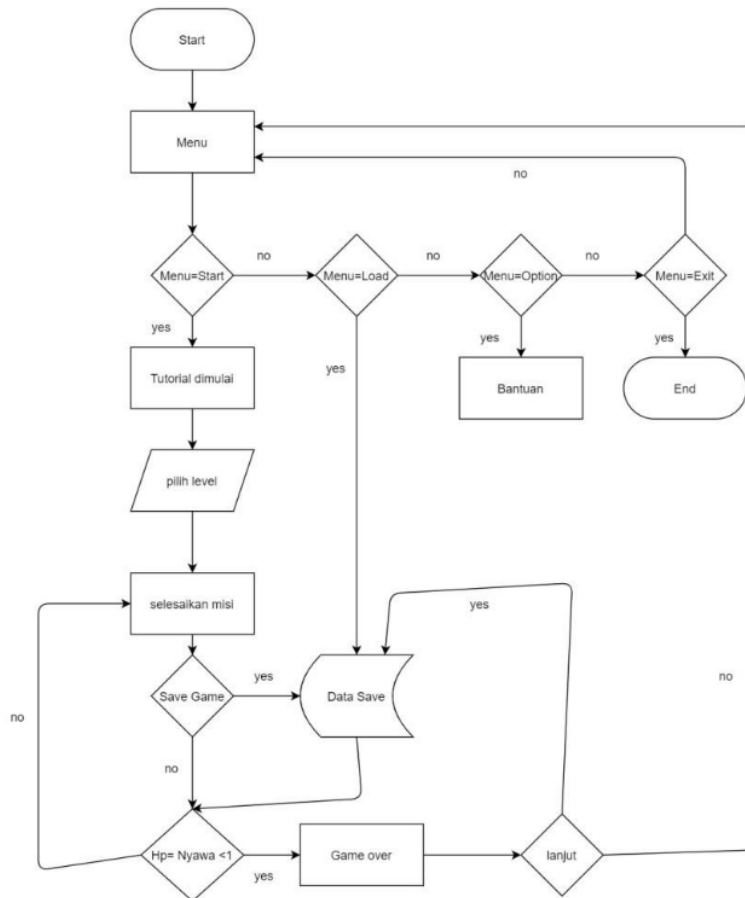 Start
Menu
no
Menu=Start
no
Menu=Load
no
Menu=Option
no
Menu=Exit
yes
yes
yes
yes
Tutorial dimulai
Bantuan
End
pilih level
selesaikan misi
yes
Save Game
yes
Data Save
no
no
no
Hp= Nyawa <1
yes
Game over
lanjut